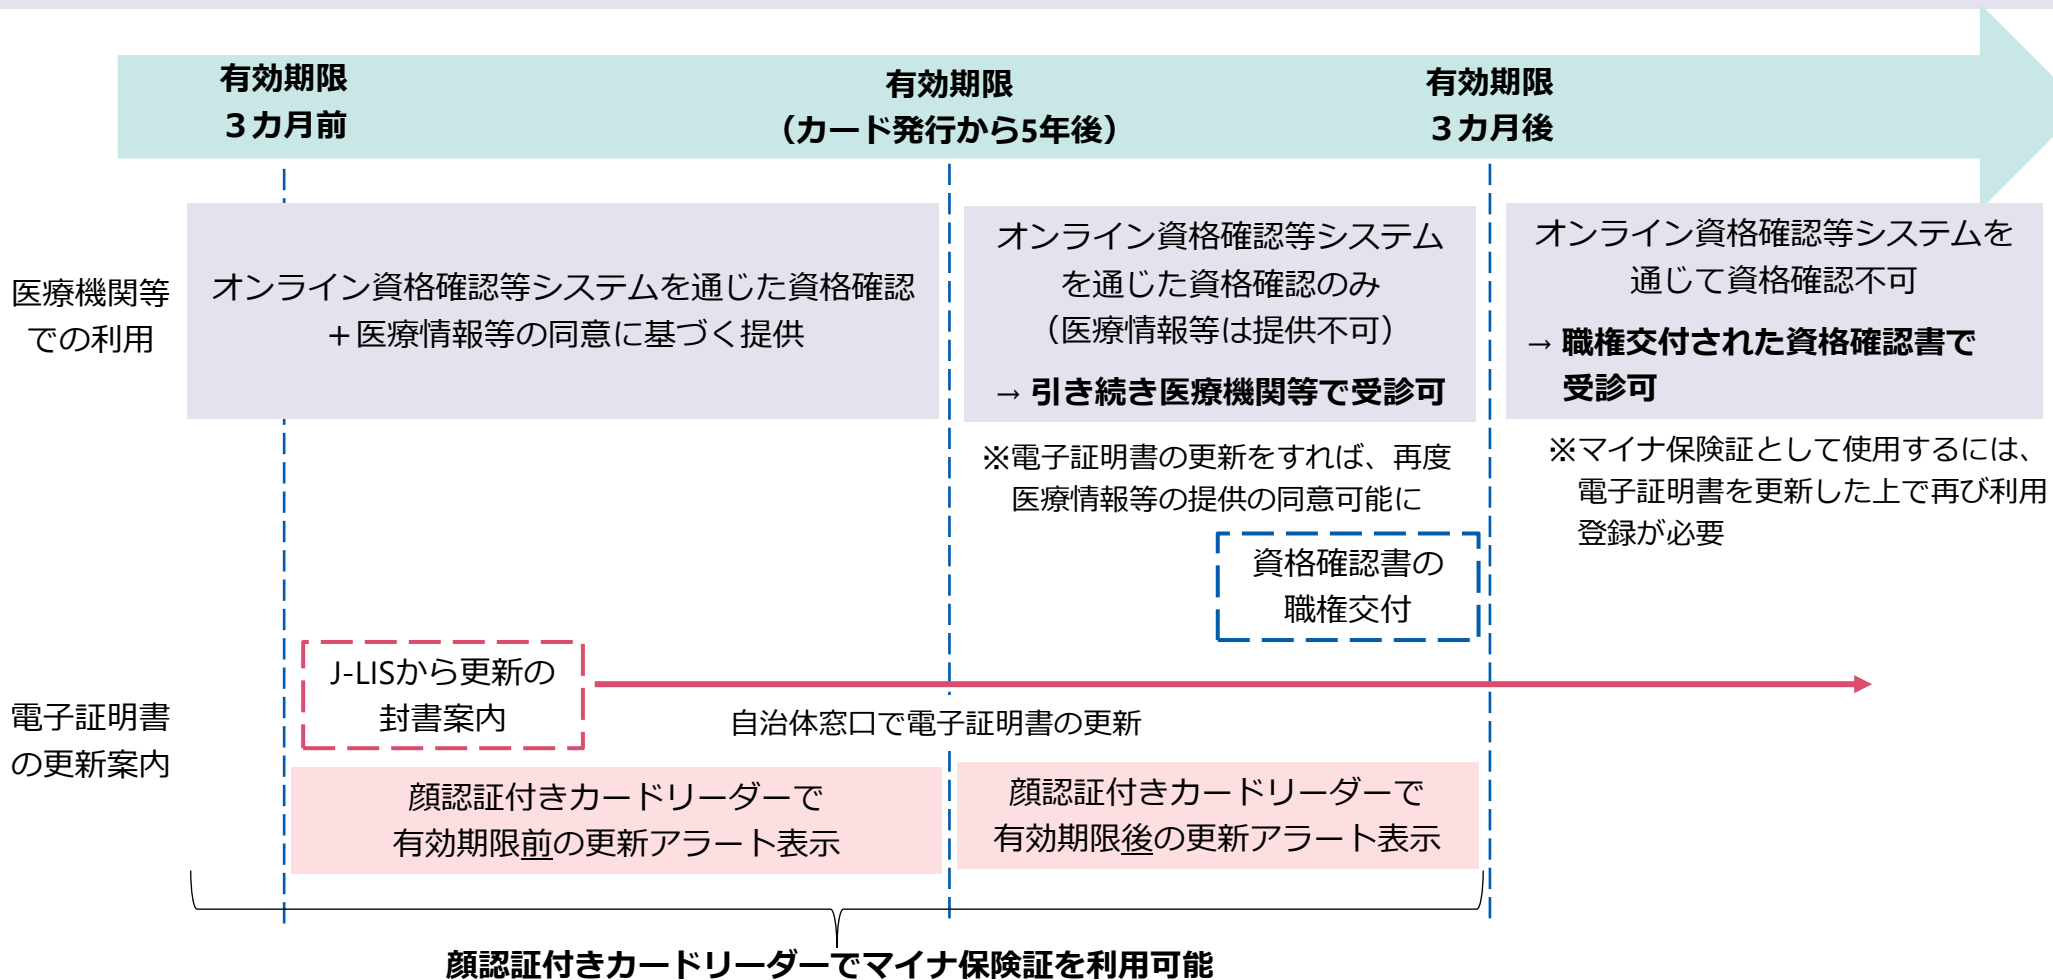 有効期限
３カ月前
有効期限
（カード発行から5年後）
有効期限
３カ月後
医療機関等
での利用
オンライン資格確認等システムを通じた資格確認
＋医療情報等の同意に基づく提供
オンライン資格確認等システム
を通じた資格確認のみ
（医療情報等は提供不可）
→ 引き続き医療機関等で受診可
※電子証明書の更新をすれば、再度
医療情報等の提供の同意可能に
オンライン資格確認等システムを
通じて資格確認不可
→ 職権交付された資格確認書で
受診可
※マイナ保険証として使用するには、
電子証明書を更新した上で再び利用
登録が必要
資格確認書の
職権交付
電子証明書
の更新案内
J-LISから更新の
封書案内
自治体窓口で電子証明書の更新
顔認証付きカードリーダーで
有効期限前の更新アラート表示
顔認証付きカードリーダーで
有効期限後の更新アラート表示
顔認証付きカードリーダーでマイナ保険証を利用可能